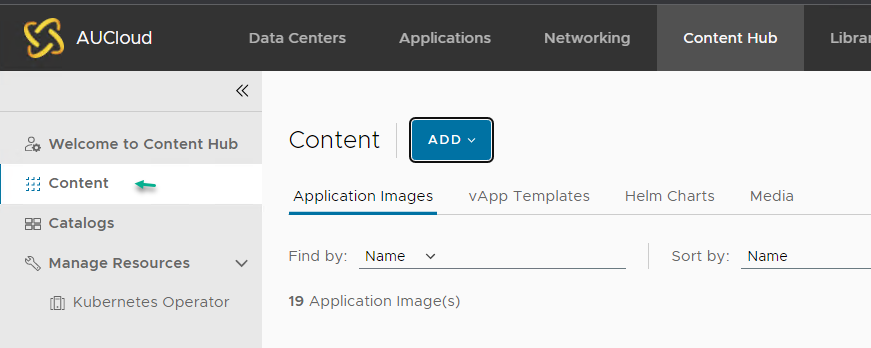 AUCloud Data Centers Applications Networking Content Hub
Welcome to Content Hub
Content
Catalogs
Manage Resources
Kubernetes Operator
Content ADD
Application Images vApp Templates Helm Charts Media
Find by: Name Sort by: Name
19 Application Image(s)